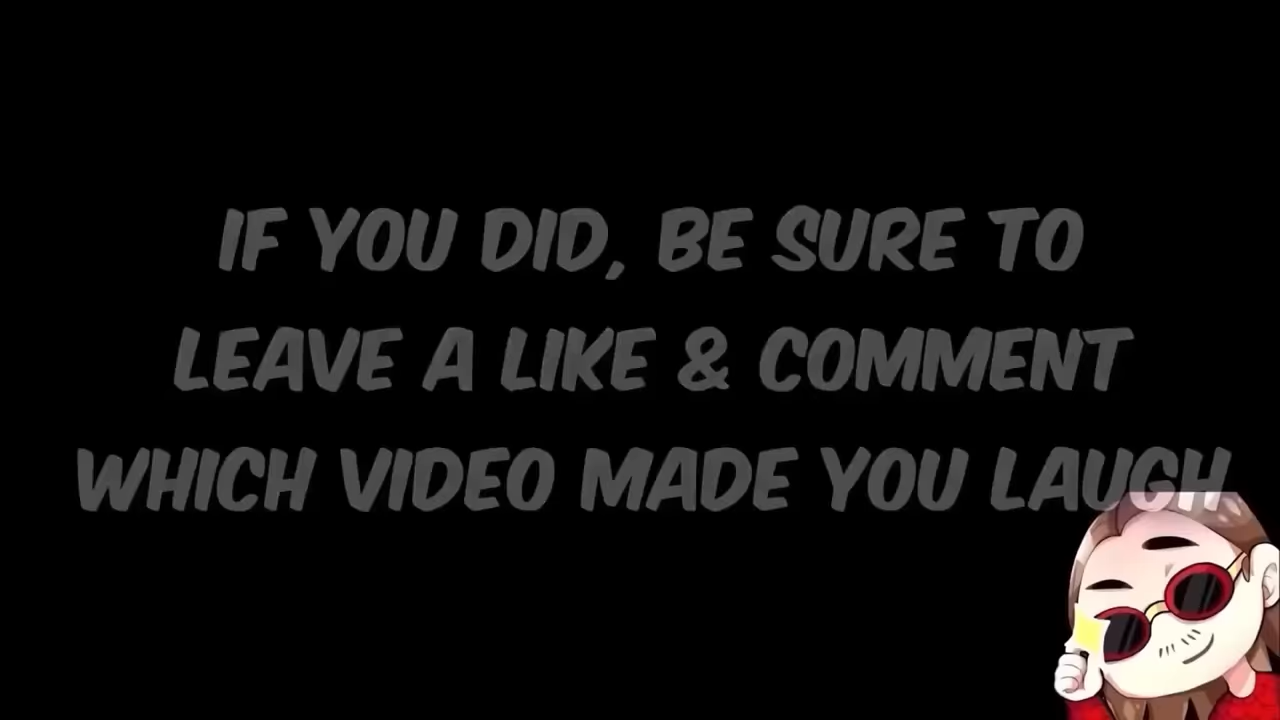 IF YOU DID, BE SURE TO
LEAVE A LIKE & COMMENT
WHICH VIDEO MADE YOU LAUGH